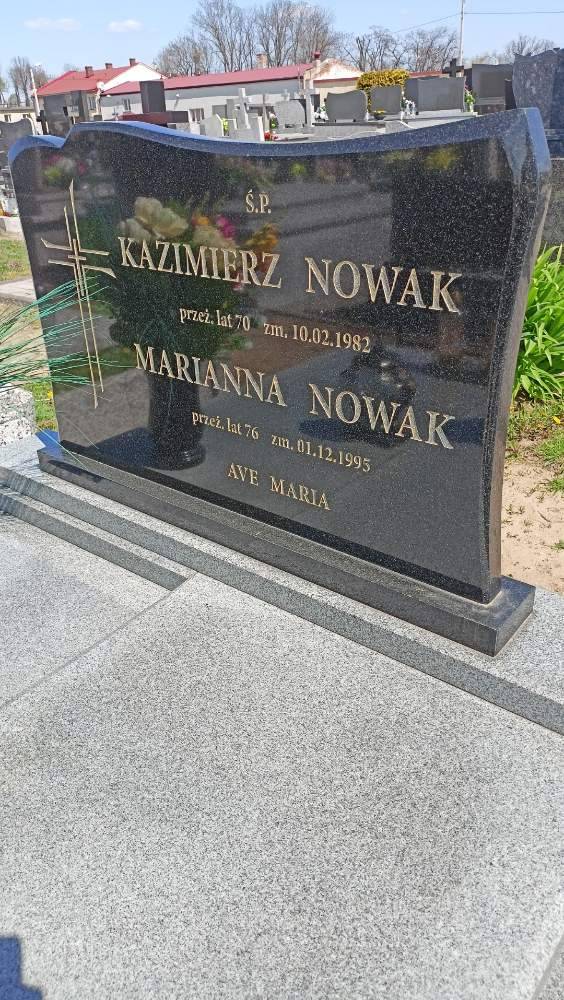 Ś.P.
KAZIMIERZ NOWAK
przeż. lat 70 zm. 10.02.1982
MARIANNA NOWAK
przeż. lat 76 zm. 01.12.1995
AVE MARIA